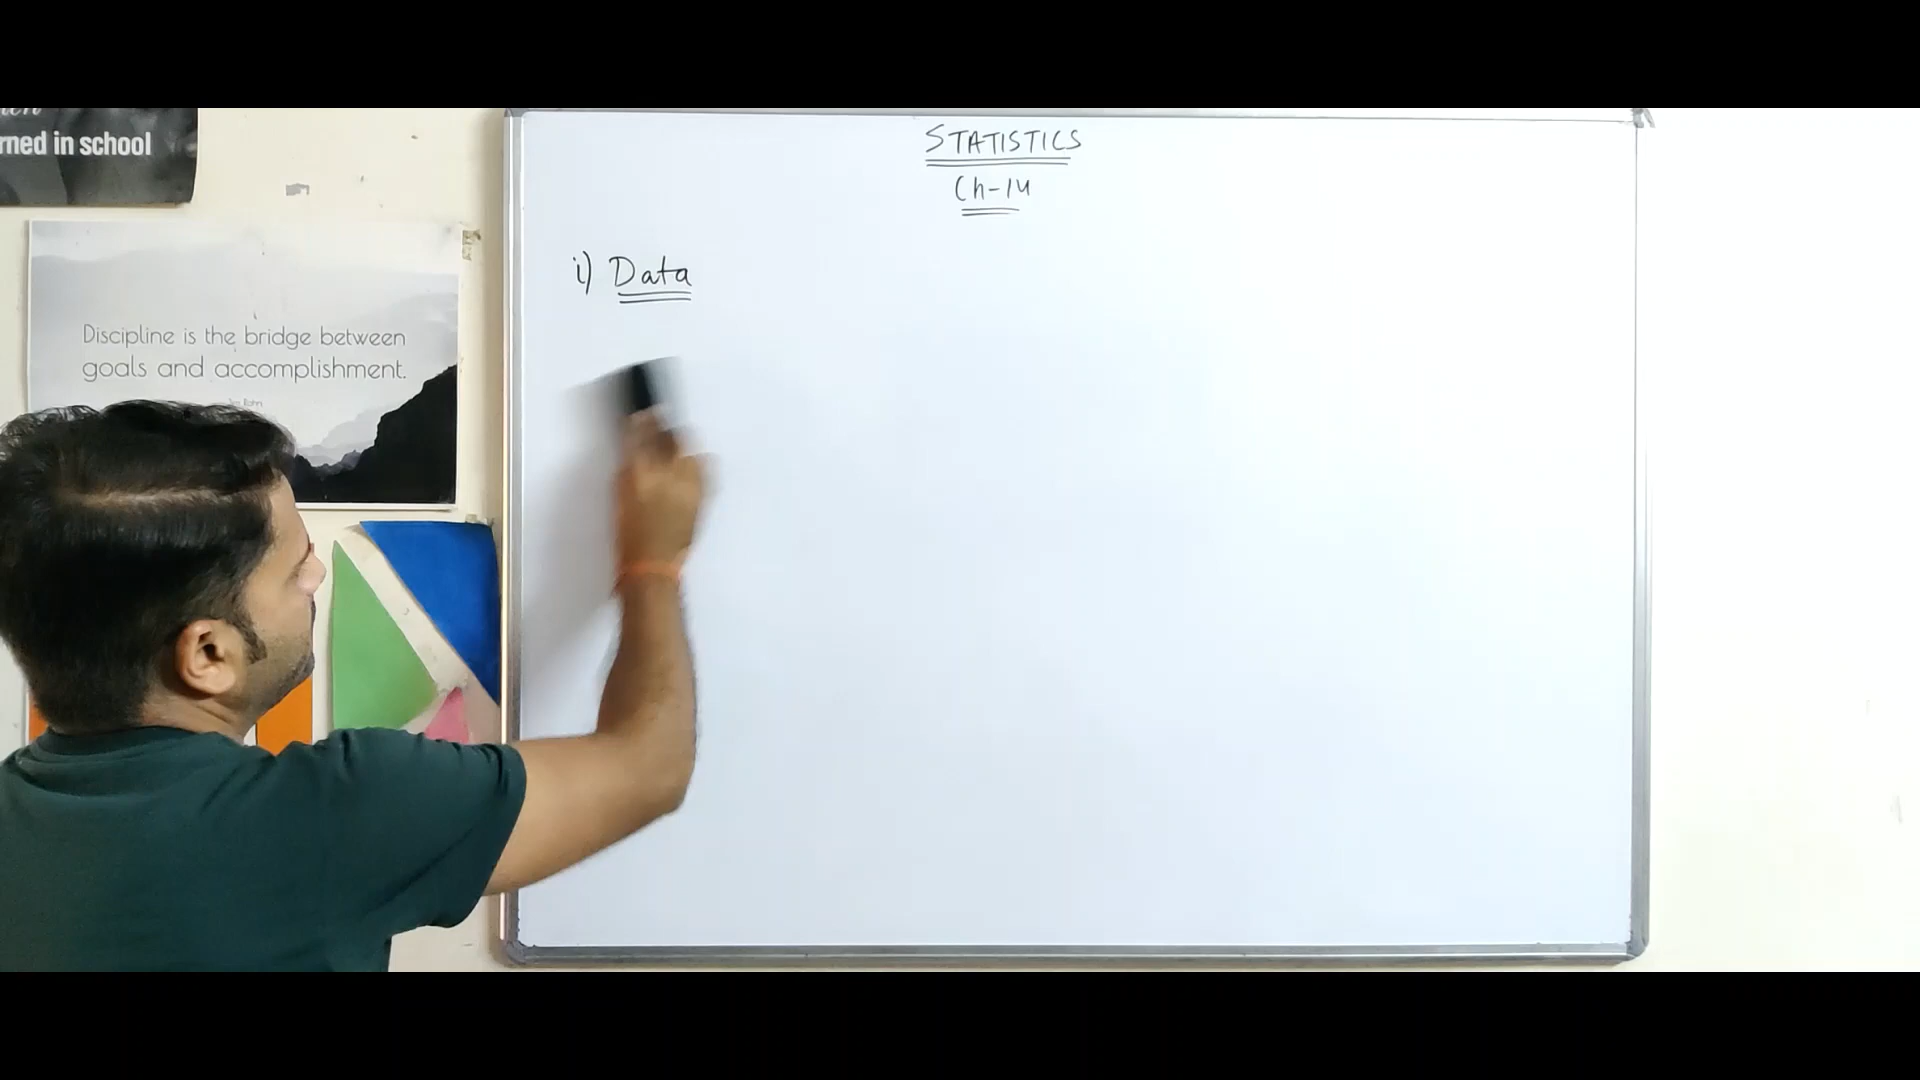 rned in school
Discipline is the bridge between
goals and accomplishment.
STATISTICS
Ch-14
i) Data